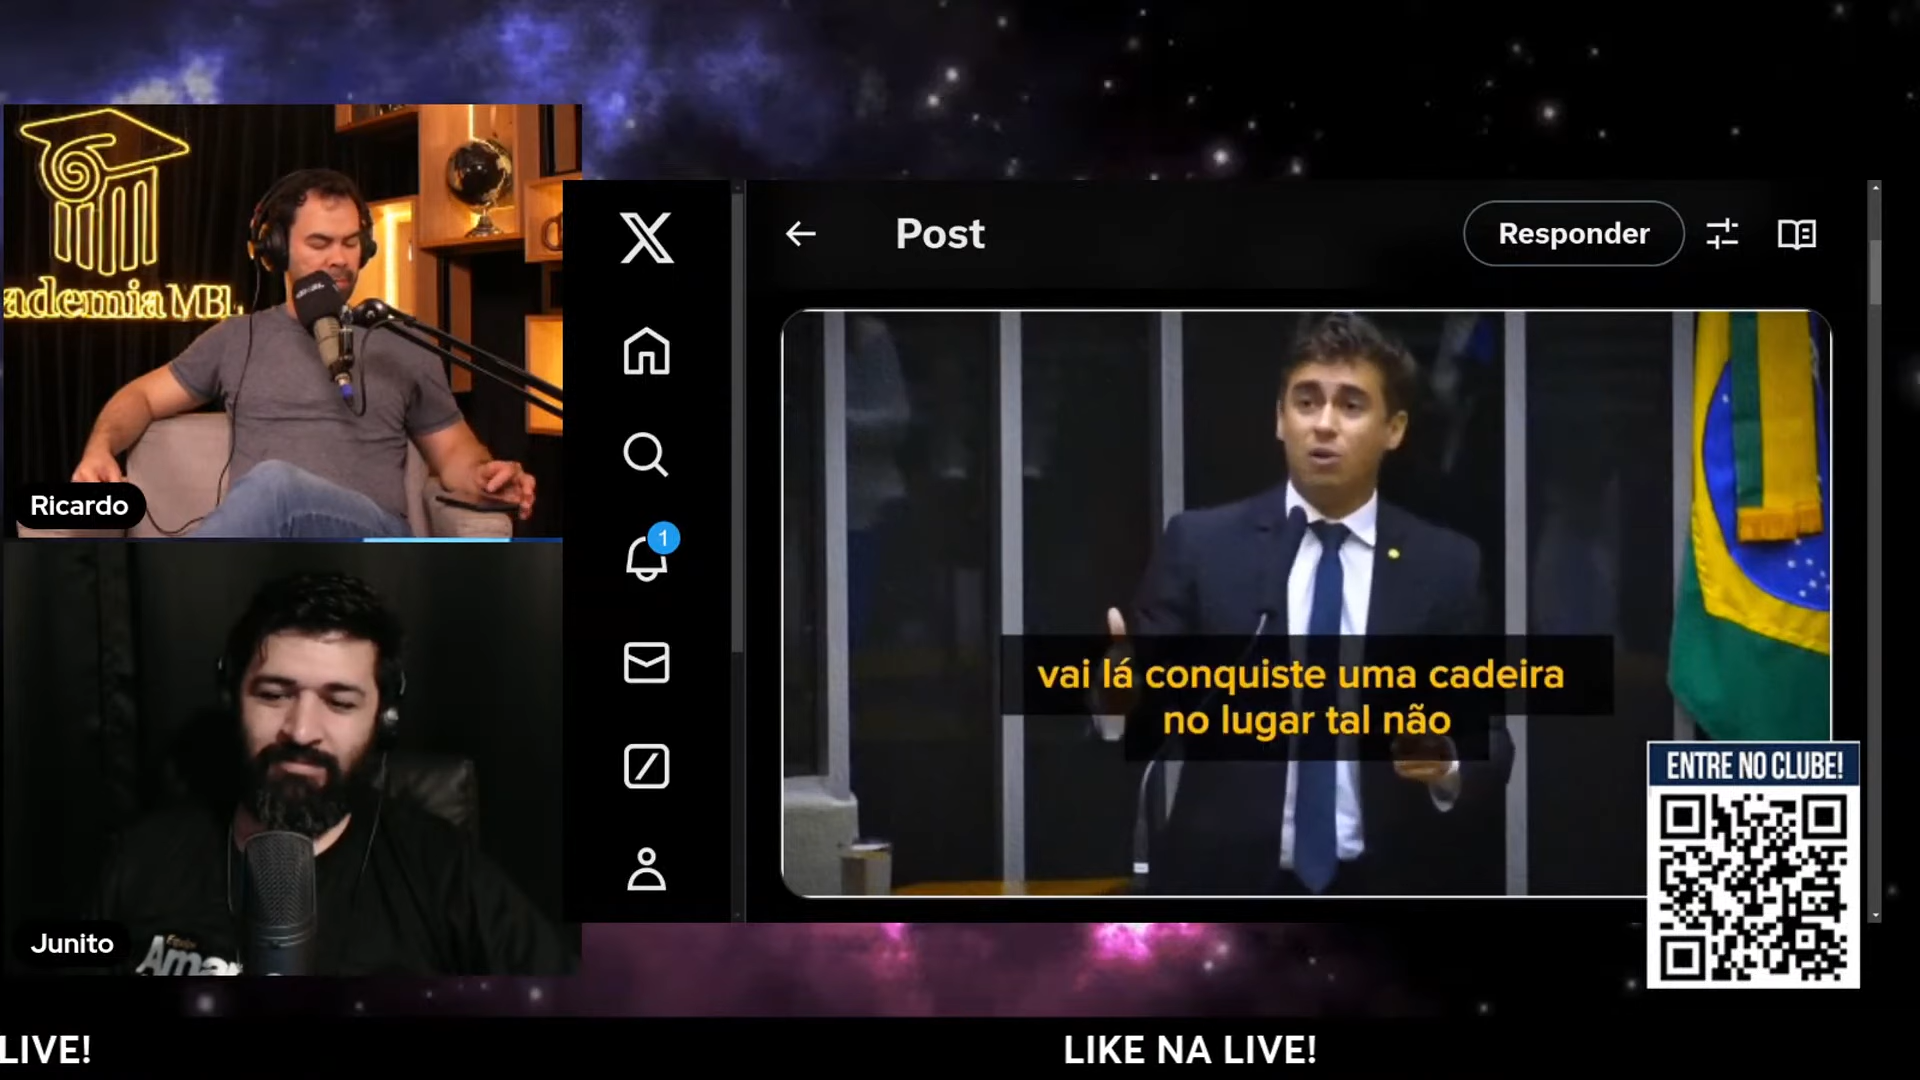 ademia MBL
Ricardo
Junito
Post
Responder
1
vai lá conquiste uma cadeira
no lugar tal não
ENTRE NO CLUBE!
LIVE!
LIKE NA LIVE!